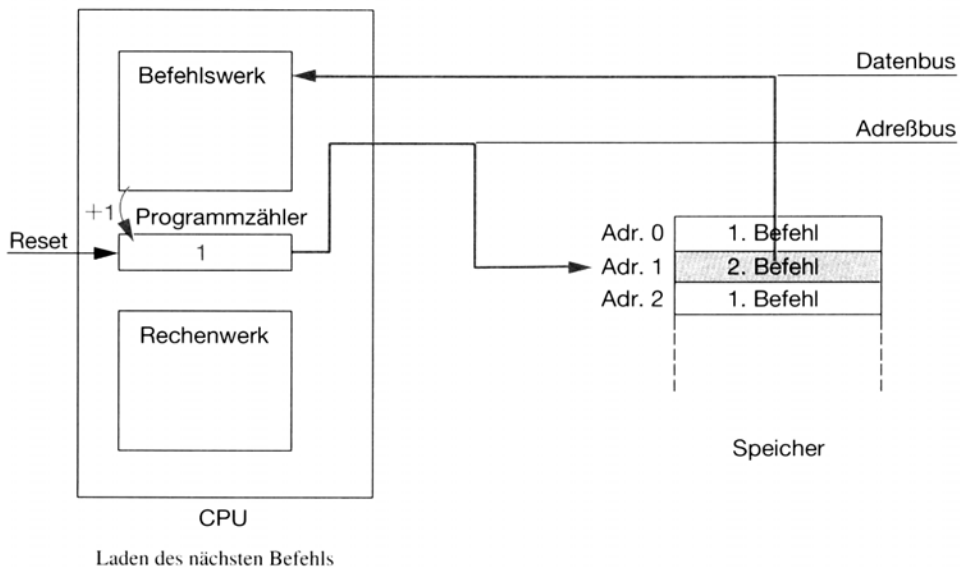 Befehlswerk
Datenbus
Adreßbus
+1
Programmzähler
Reset
1
Adr. 0 1. Befehl
Adr. 1 2. Befehl
Adr. 2 1. Befehl
Rechenwerk
Speicher
CPU
Laden des nächsten Befehls